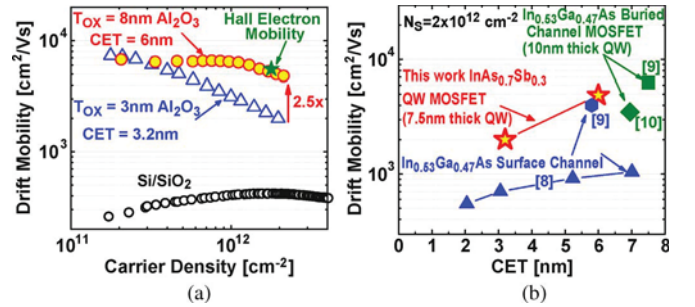 T_OX = 8nm Al₂O₃
CET = 6nm
Hall Electron
Mobility
2.5x
T_OX = 3nm Al₂O₃
CET = 3.2nm
Si/SiO₂
Drift Mobility [cm²/Vs]
10⁴
10³
10¹¹
10¹²
Carrier Density [cm⁻²]
(a)
N_S=2x10¹² cm⁻²
In₀.₅₃Ga₀.₄₇As Buried
Channel MOSFET
(10nm thick QW)
This work InAs₀.₇Sb₀.₃
QW MOSFET
(7.5nm thick QW)
[9]
[9]
[10]
In₀.₅₃Ga₀.₄₇As Surface Channel
[8]
Drift Mobility [cm²/Vs]
10⁴
10³
0 1 2 3 4 5 6 7 8
CET [nm]
(b)